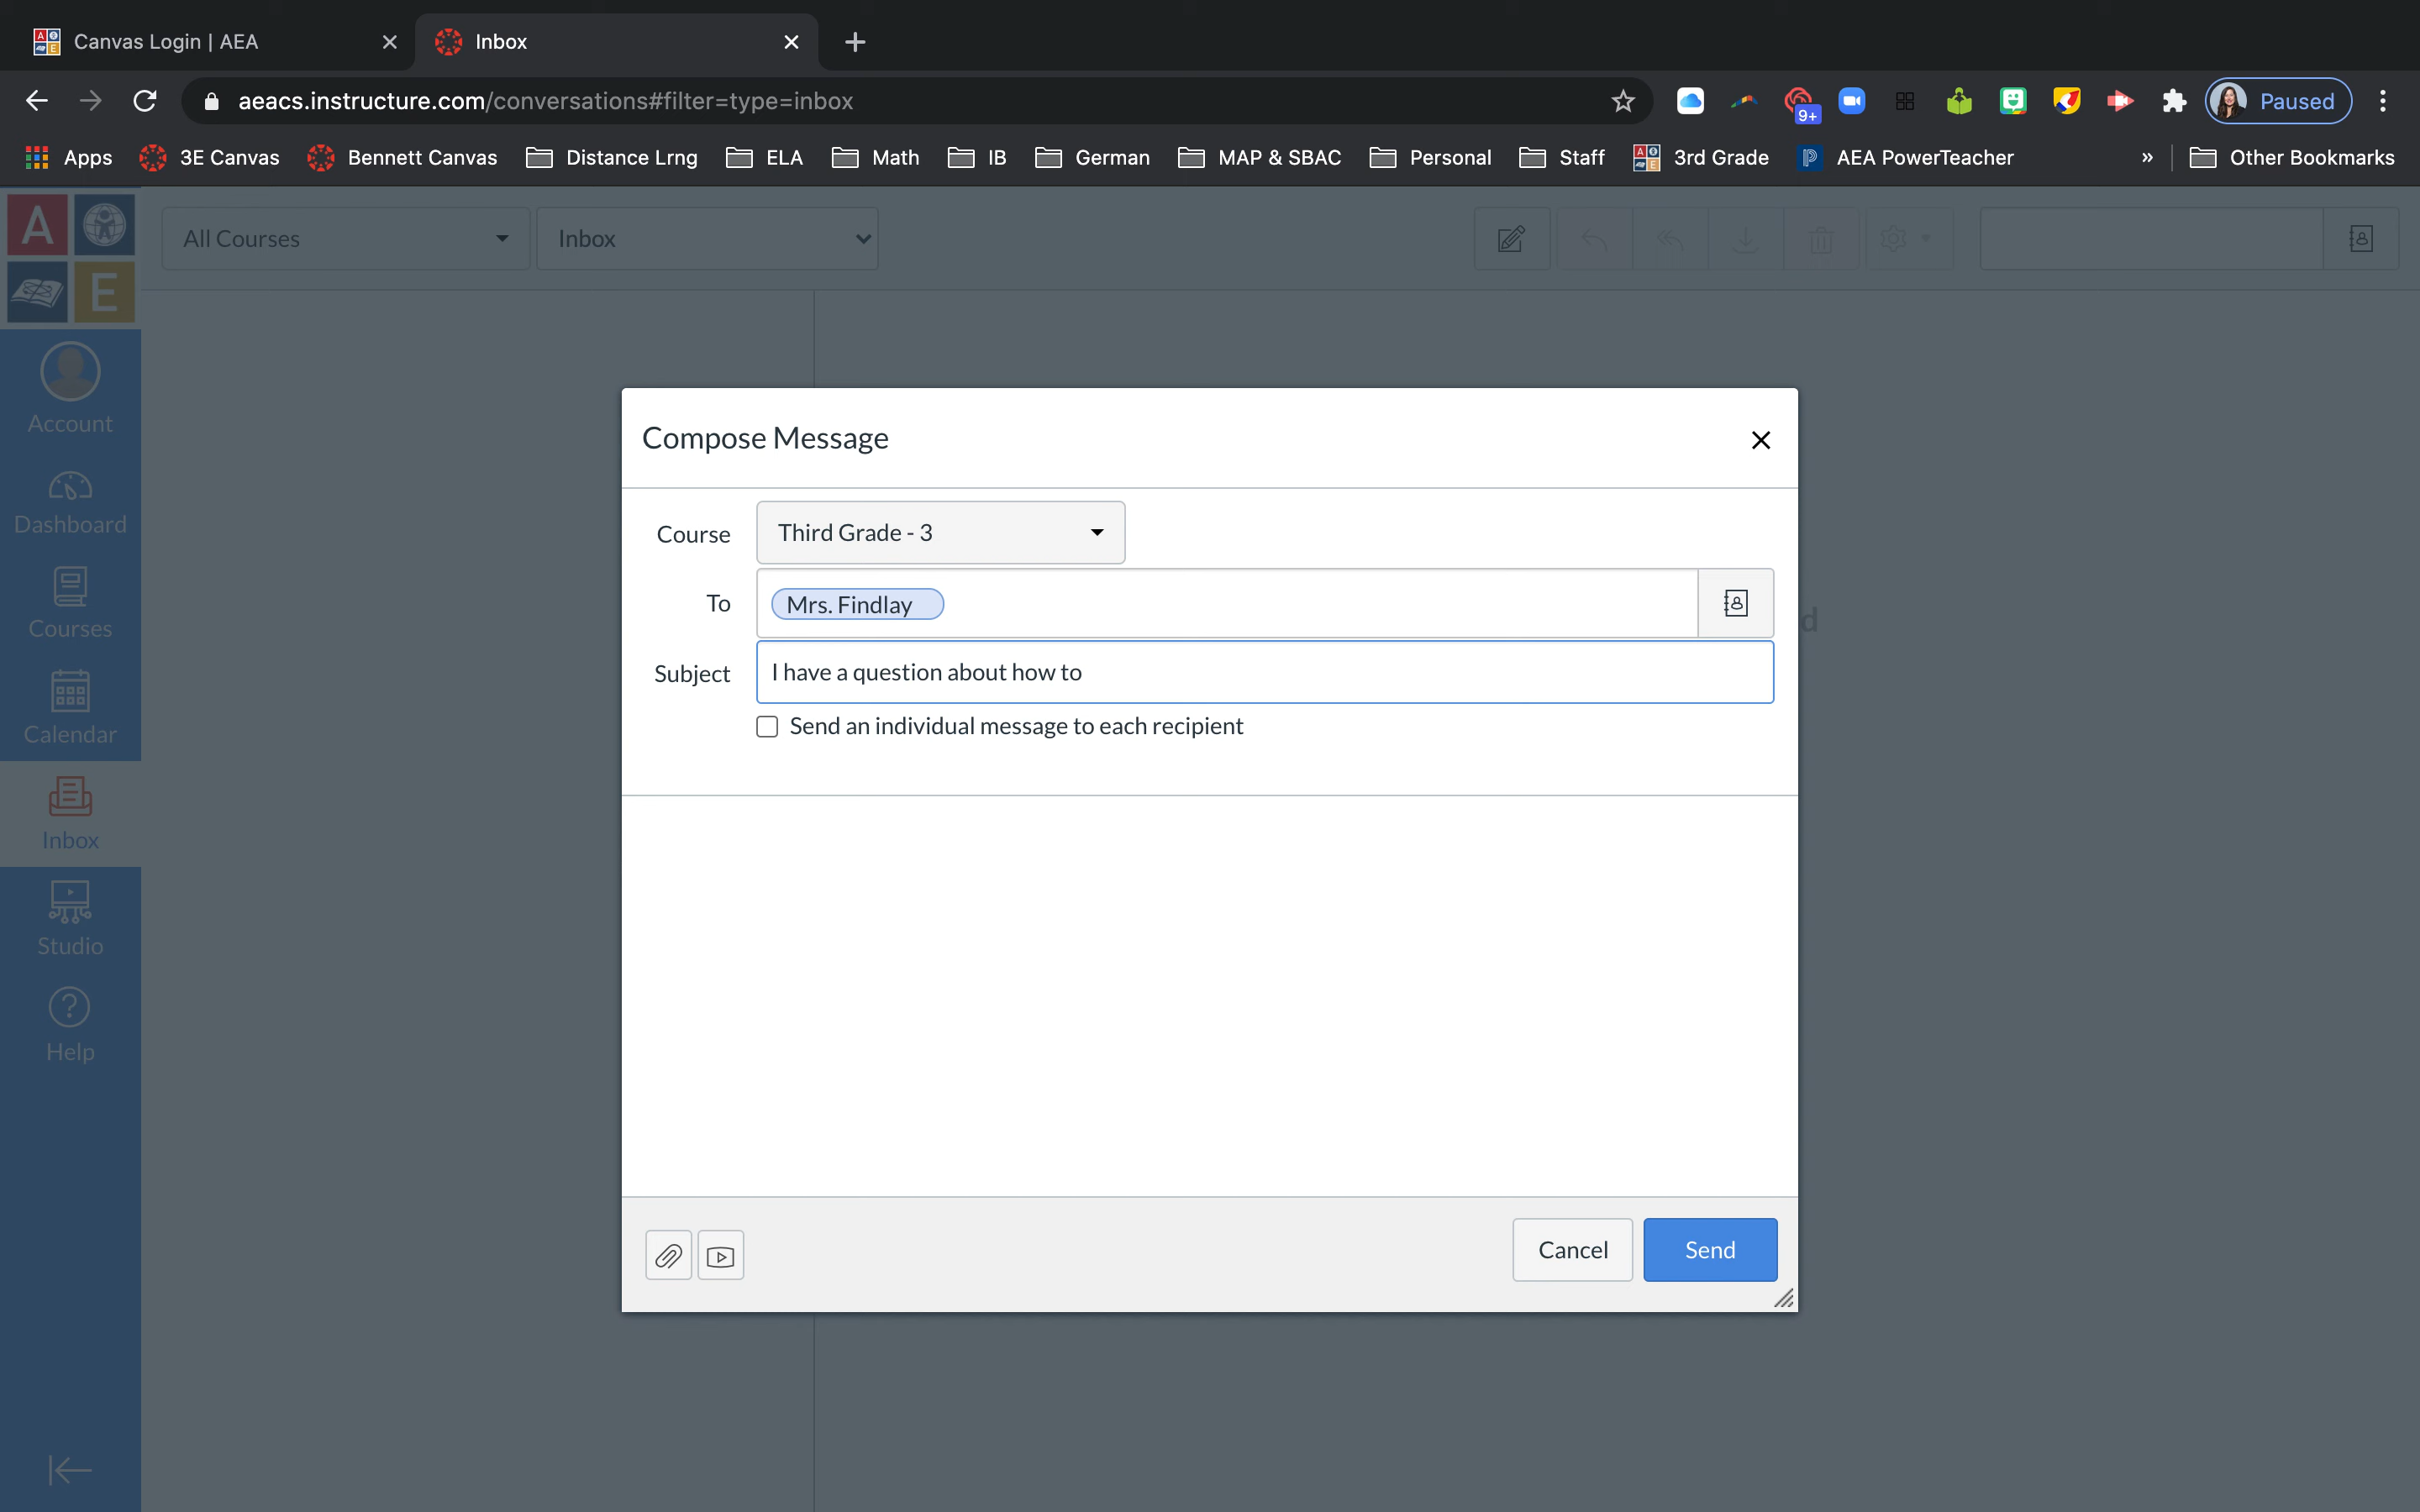 Canvas Login | AEA
Inbox
aeacs.instructure.com/conversations#filter=type=inbox
9+
Paused
Apps
3E Canvas
Bennett Canvas
Distance Lrng
ELA
Math
IB
German
MAP & SBAC
Personal
Staff
3rd Grade
AEA PowerTeacher
»
Other Bookmarks
A
E
All Courses
Inbox
Account
Dashboard
Courses
Calendar
Inbox
Studio
Help
Compose Message
Course
Third Grade - 3
To
Mrs. Findlay
d
Subject
I have a question about how to
Send an individual message to each recipient
Cancel
Send